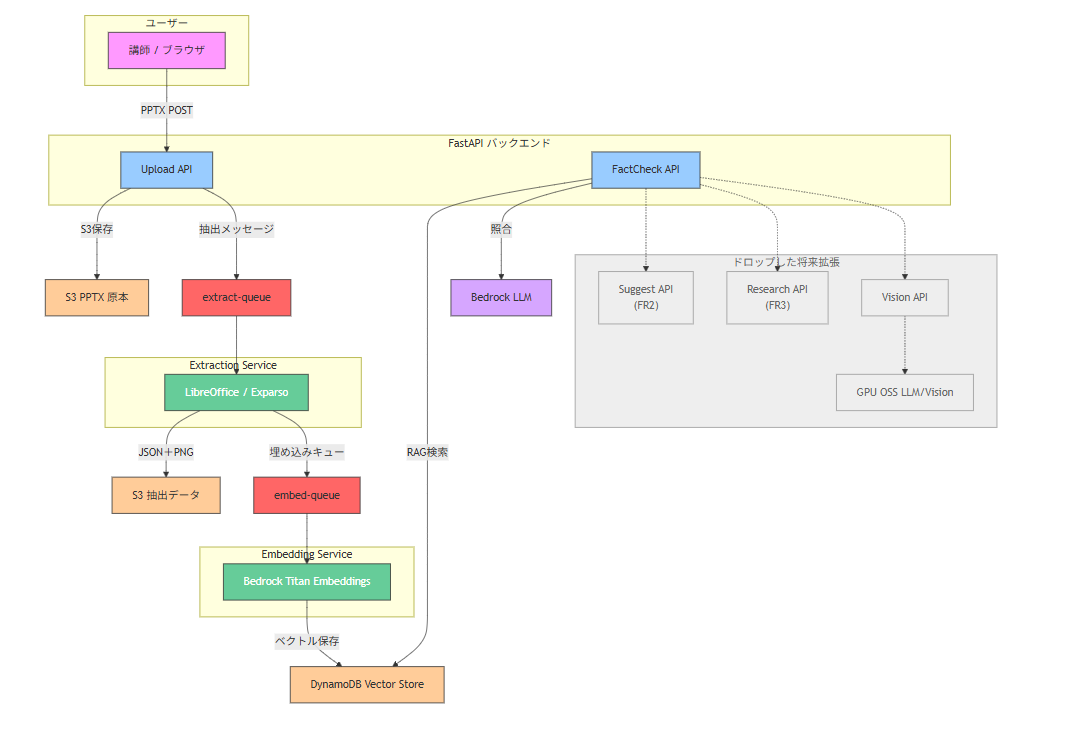 ユーザー
講師 / ブラウザ
PPTX POST
FastAPI バックエンド
Upload API
FactCheck API
S3保存
抽出メッセージ
照合
ドロップした将来拡張
S3 PPTX 原本
extract-queue
Bedrock LLM
Suggest API
(FR2)
Research API
(FR3)
Vision API
Extraction Service
LibreOffice / Exparso
GPU OSS LLM/Vision
JSON＋PNG
埋め込みキュー
RAG検索
S3 抽出データ
embed-queue
Embedding Service
Bedrock Titan Embeddings
ベクトル保存
DynamoDB Vector Store